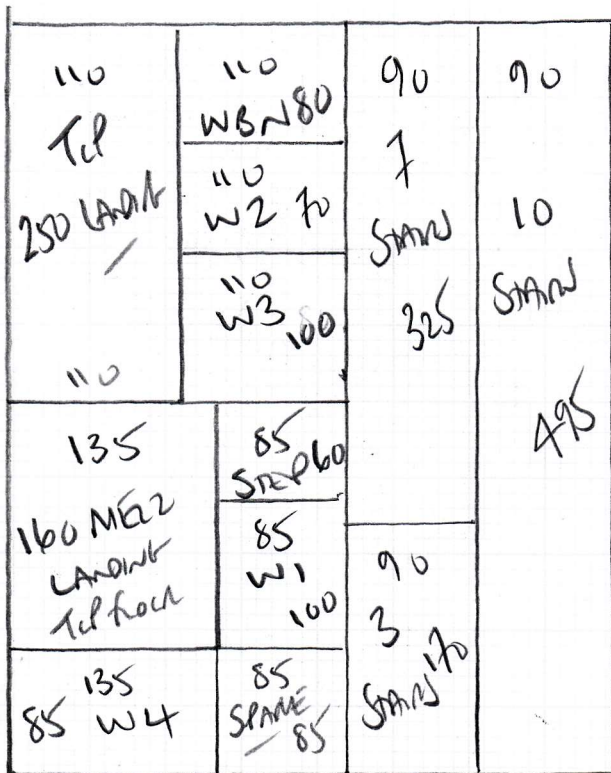 110
TCP
250 LANDING
110
110
WBN 80
110
W2 70
110
W3
100
90
7
STAIRS
325
90
10
STAIRS
495
135
160 MEZZ
LANDING
TCP FLOOR
85
STEP 60
85
W1
100
90
3
170
STAIRS
135
85 W4
85
SPARE
85